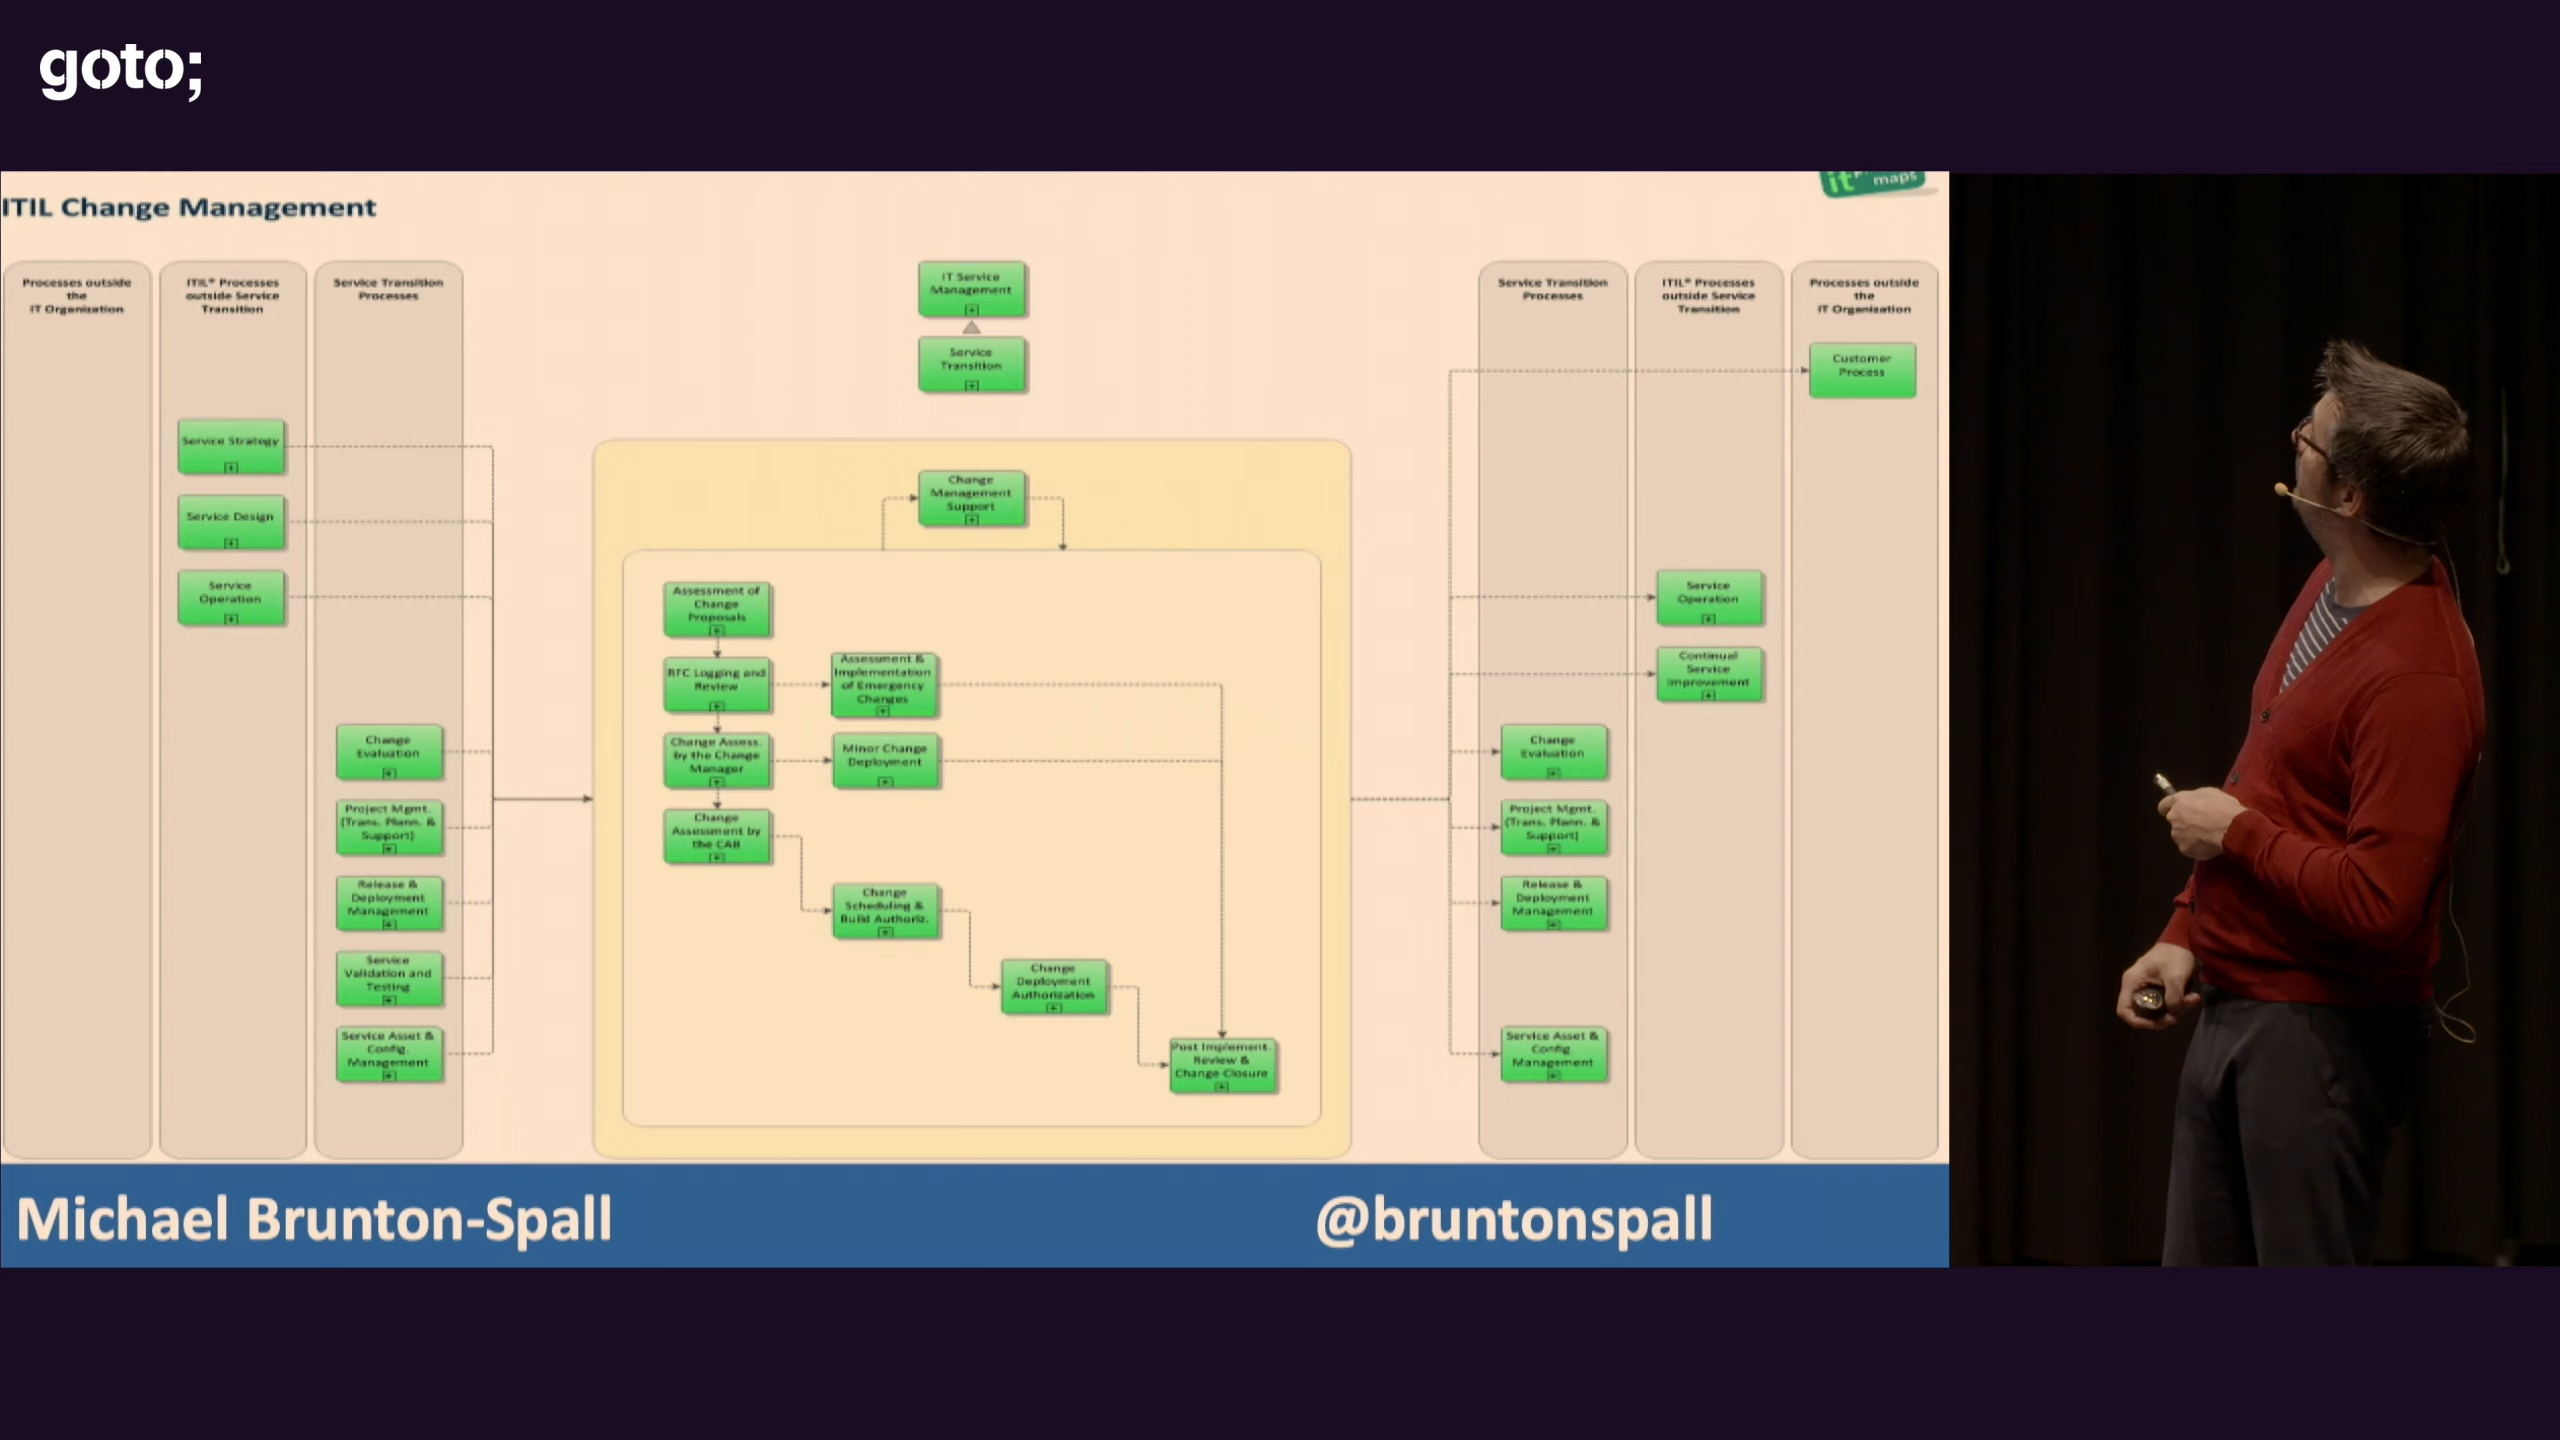 goto;
ITIL Change Management
it
maps
Processes outside
the
IT Organization
ITIL® Processes
outside Service
Transition
Service Transition
Processes
IT Service
Management
Service
Transition
Service Transition
Processes
ITIL® Processes
outside Service
Transition
Processes outside
the
IT Organization
Customer
Process
Service Strategy
Service Design
Service
Operation
Change
Evaluation
Project Mgmt.
(Trans. Plann. &
Support)
Release &
Deployment
Management
Service
Validation and
Testing
Service Asset &
Config.
Management
Change
Management
Support
Assessment of
Change
Proposals
RFC Logging and
Review
Assessment &
Implementation
of Emergency
Changes
Change Assess.
by the Change
Manager
Minor Change
Deployment
Change
Assessment by
the CAB
Change
Scheduling &
Build Authoriz.
Change
Deployment
Authorization
Post Implement.
Review &
Change Closure
Service
Operation
Continual
Service
Improvement
Change
Evaluation
Project Mgmt.
(Trans. Plann. &
Support)
Release &
Deployment
Management
Service Asset &
Config.
Management
Michael Brunton-Spall
@bruntonspall